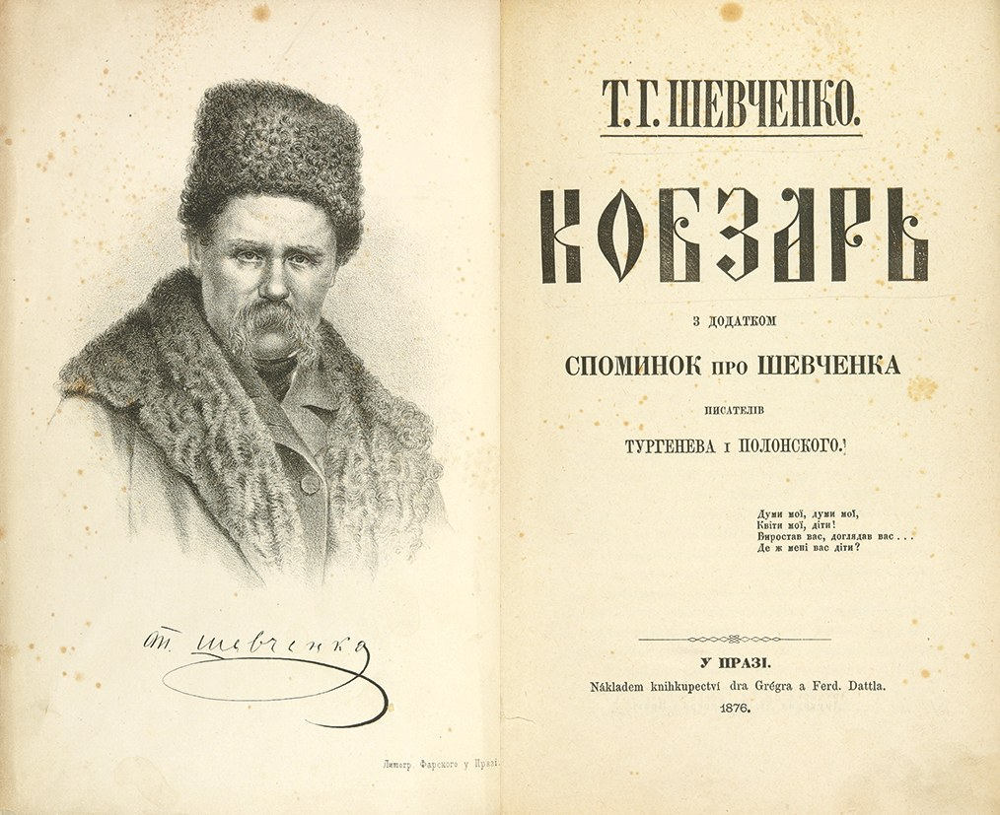 Т. Шевченко
Литогр. Фарского у Празі.
Т. Г. ШЕВЧЕНКО.
КОБЗАРЬ
З ДОДАТКОМ
СПОМИНОК ПРО ШЕВЧЕНКА
ПИСАТЕЛІВ
ТУРГЕНЕВА І ПОЛОНСКОГО.
Думи мої, думи мої,
Квіти мої, діти!
Виростав вас, доглядав вас...
Де ж мені вас діти?
У ПРАЗІ.
Nákladem knihkupectví dra Grégra a Ferd. Dattla.
1876.